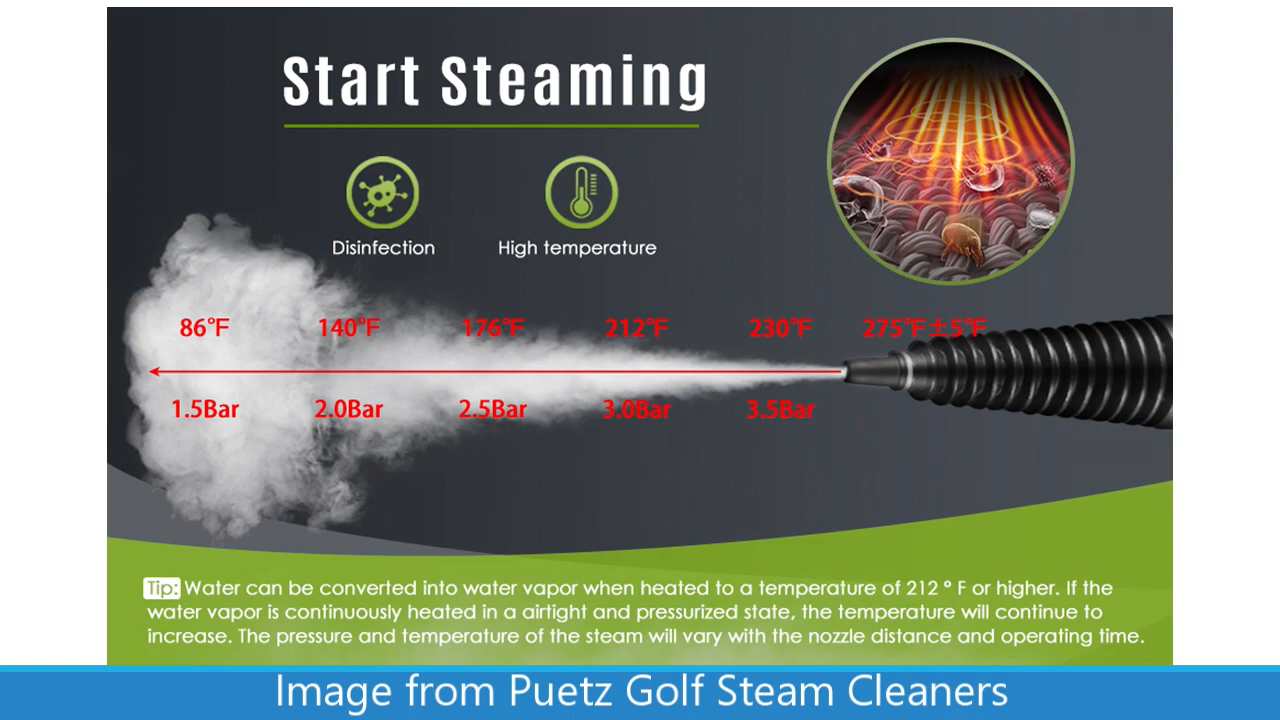 Start Steaming
Disinfection
High temperature
86°F 140°F 176°F 212°F 230°F 275°F±5°F
1.5Bar 2.0Bar 2.5Bar 3.0Bar 3.5Bar
Tip: Water can be converted into water vapor when heated to a temperature of 212 ° F or higher. If the
water vapor is continuously heated in a airtight and pressurized state, the temperature will continue to
increase. The pressure and temperature of the steam will vary with the nozzle distance and operating time.
Image from Puetz Golf Steam Cleaners